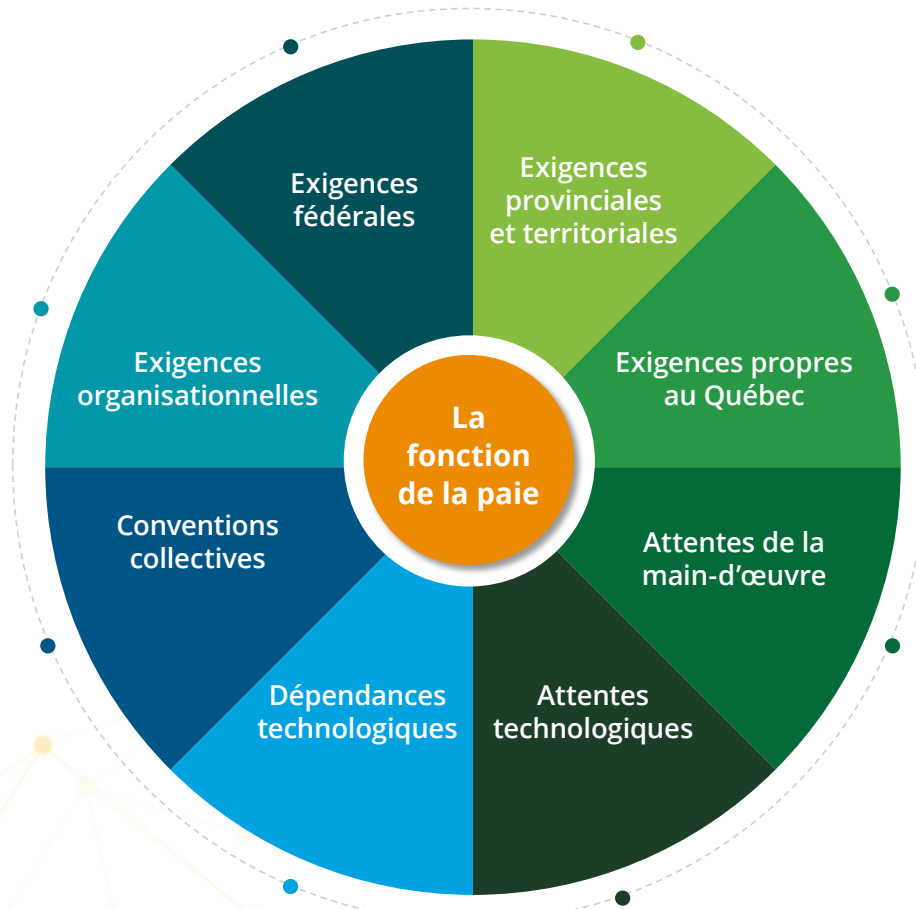 Exigences
fédérales
Exigences
provinciales
et territoriales
Exigences propres
au Québec
Attentes de la
main-d’œuvre
Attentes
technologiques
Dépendances
technologiques
Conventions
collectives
Exigences
organisationnelles
La
fonction
de la paie